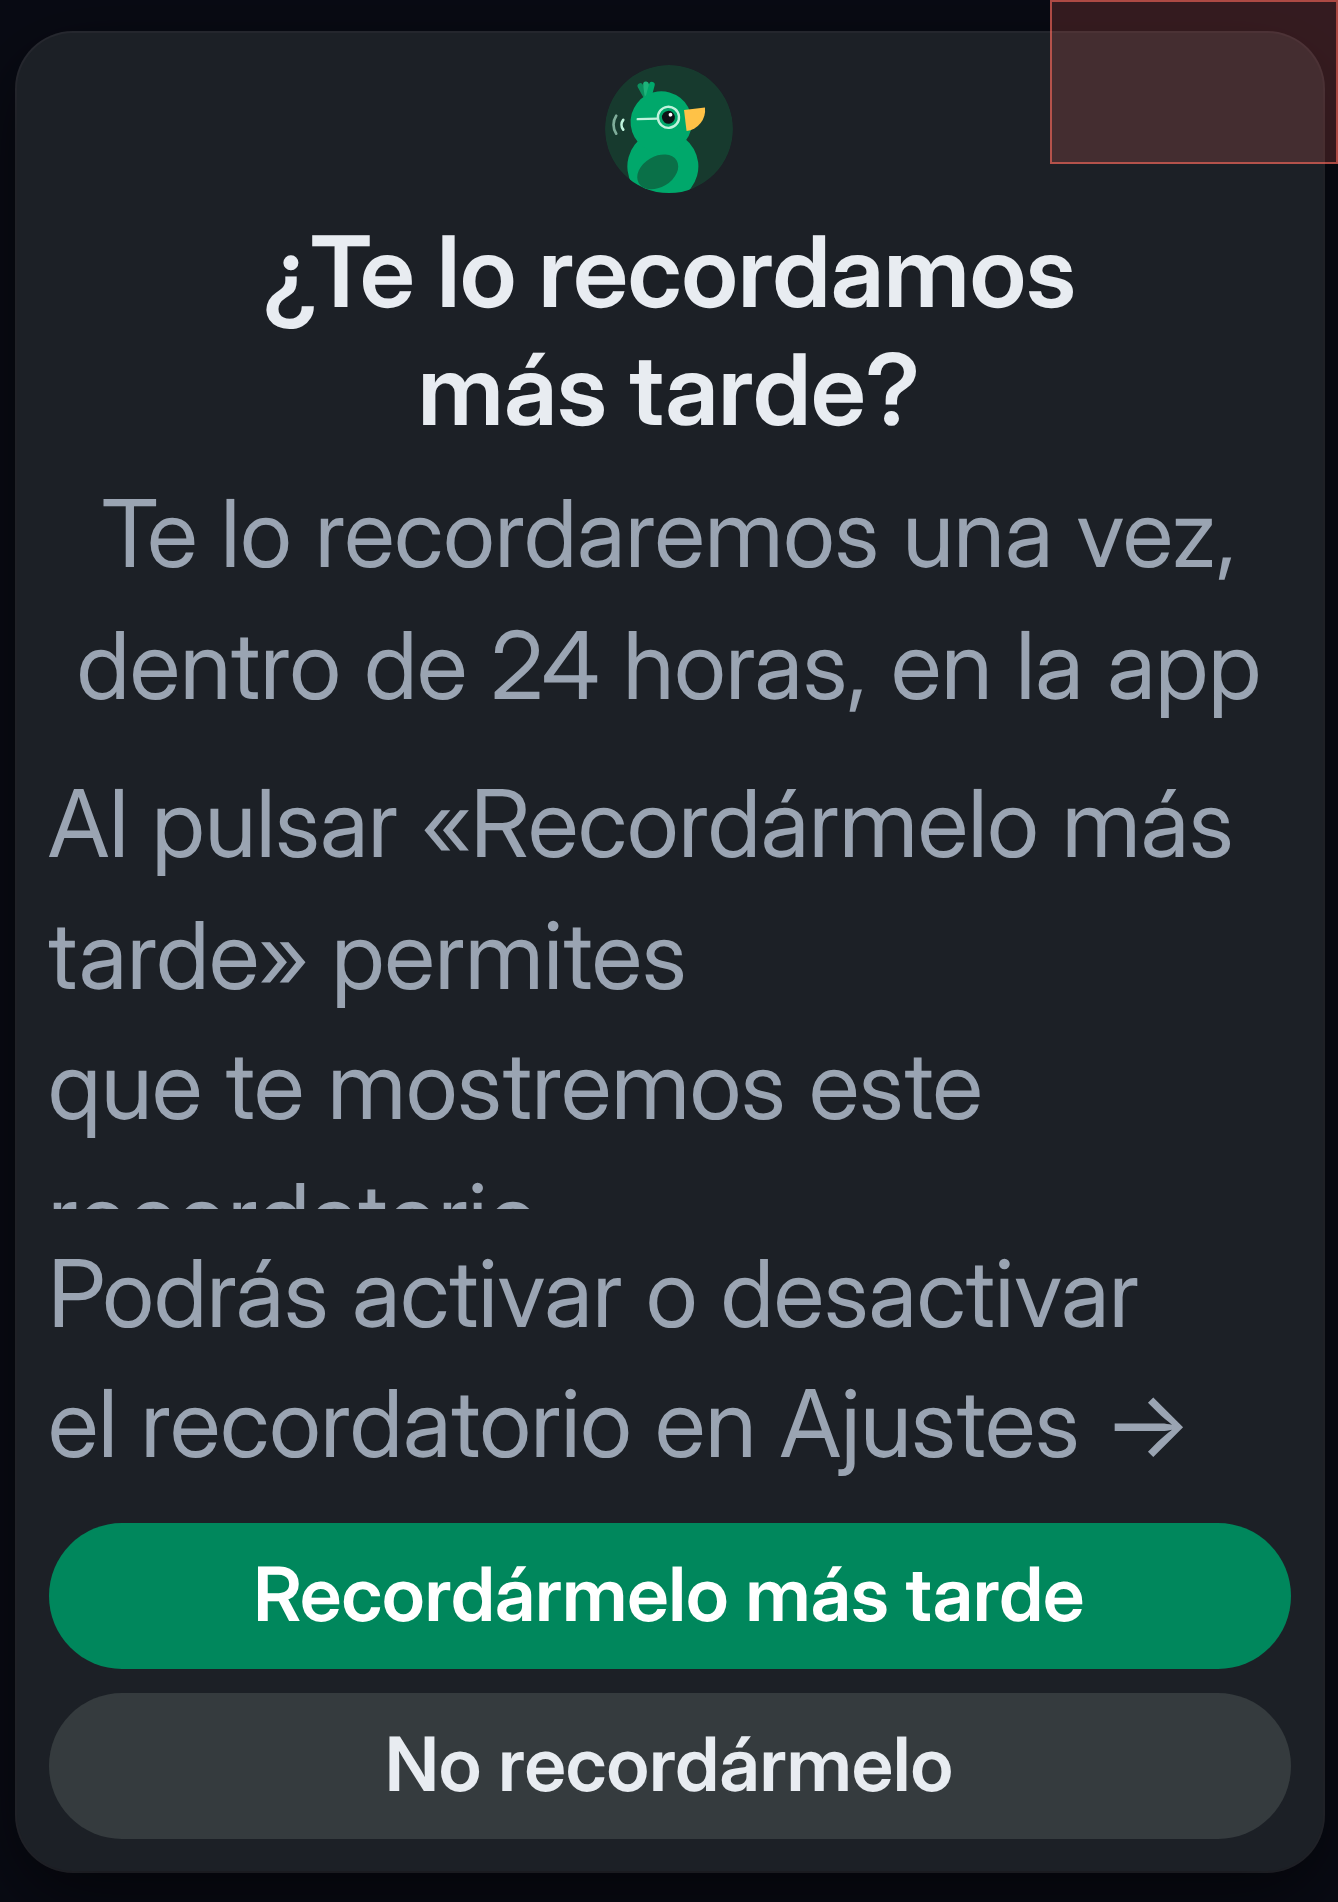 ¿Te lo recordamos
más tarde?
Te lo recordaremos una vez,
dentro de 24 horas, en la app
Al pulsar «Recordármelo más
tarde» permites
que te mostremos este
Podrás activar o desactivar
el recordatorio en Ajustes →
Recordármelo más tarde
No recordármelo